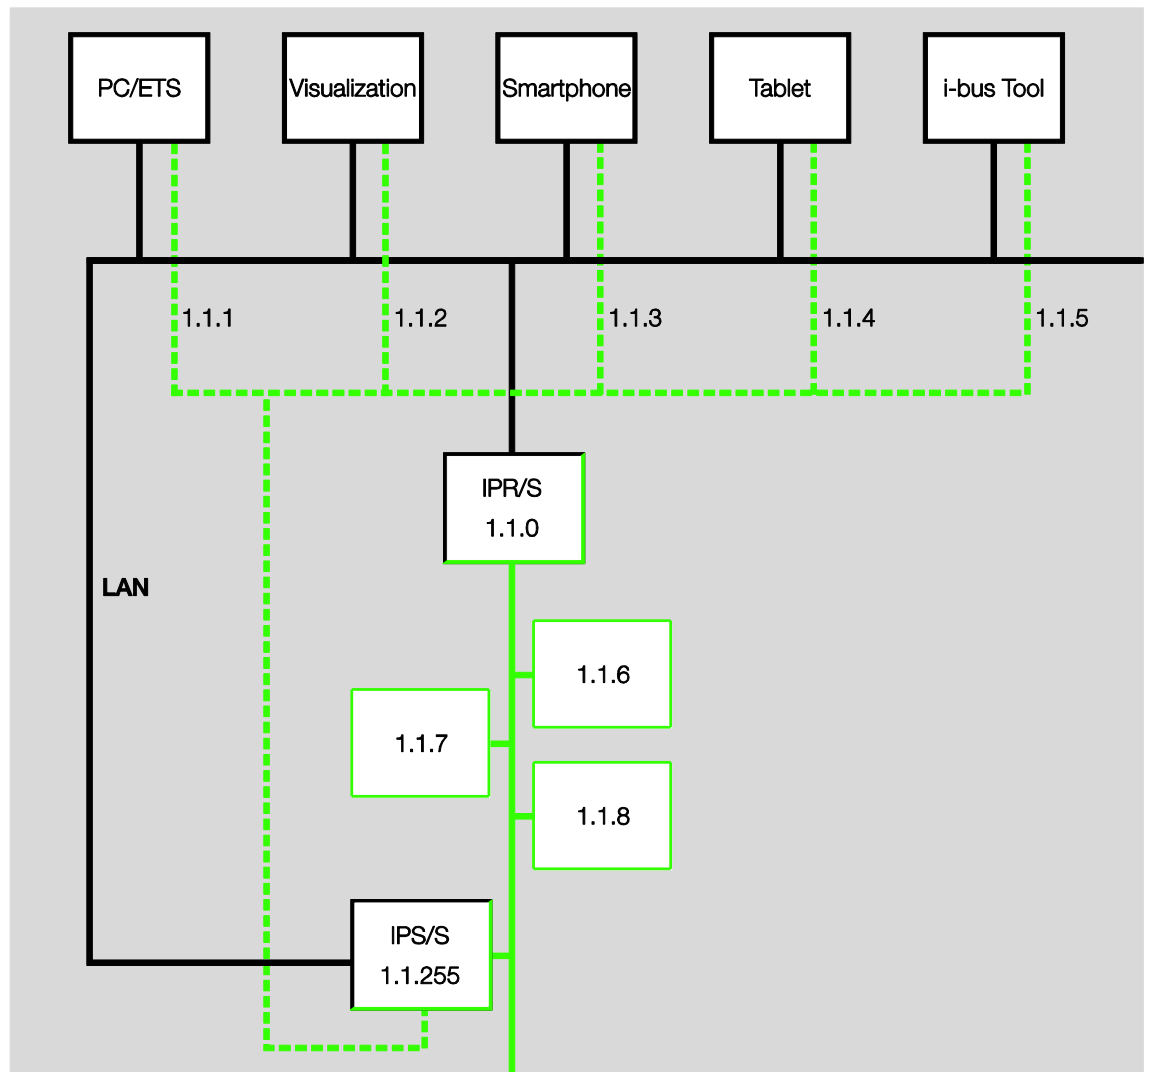 PC/ETS
Visualization
Smartphone
Tablet
i-bus Tool
1.1.1
1.1.2
1.1.3
1.1.4
1.1.5
IPR/S
1.1.0
LAN
1.1.6
1.1.7
1.1.8
IPS/S
1.1.255